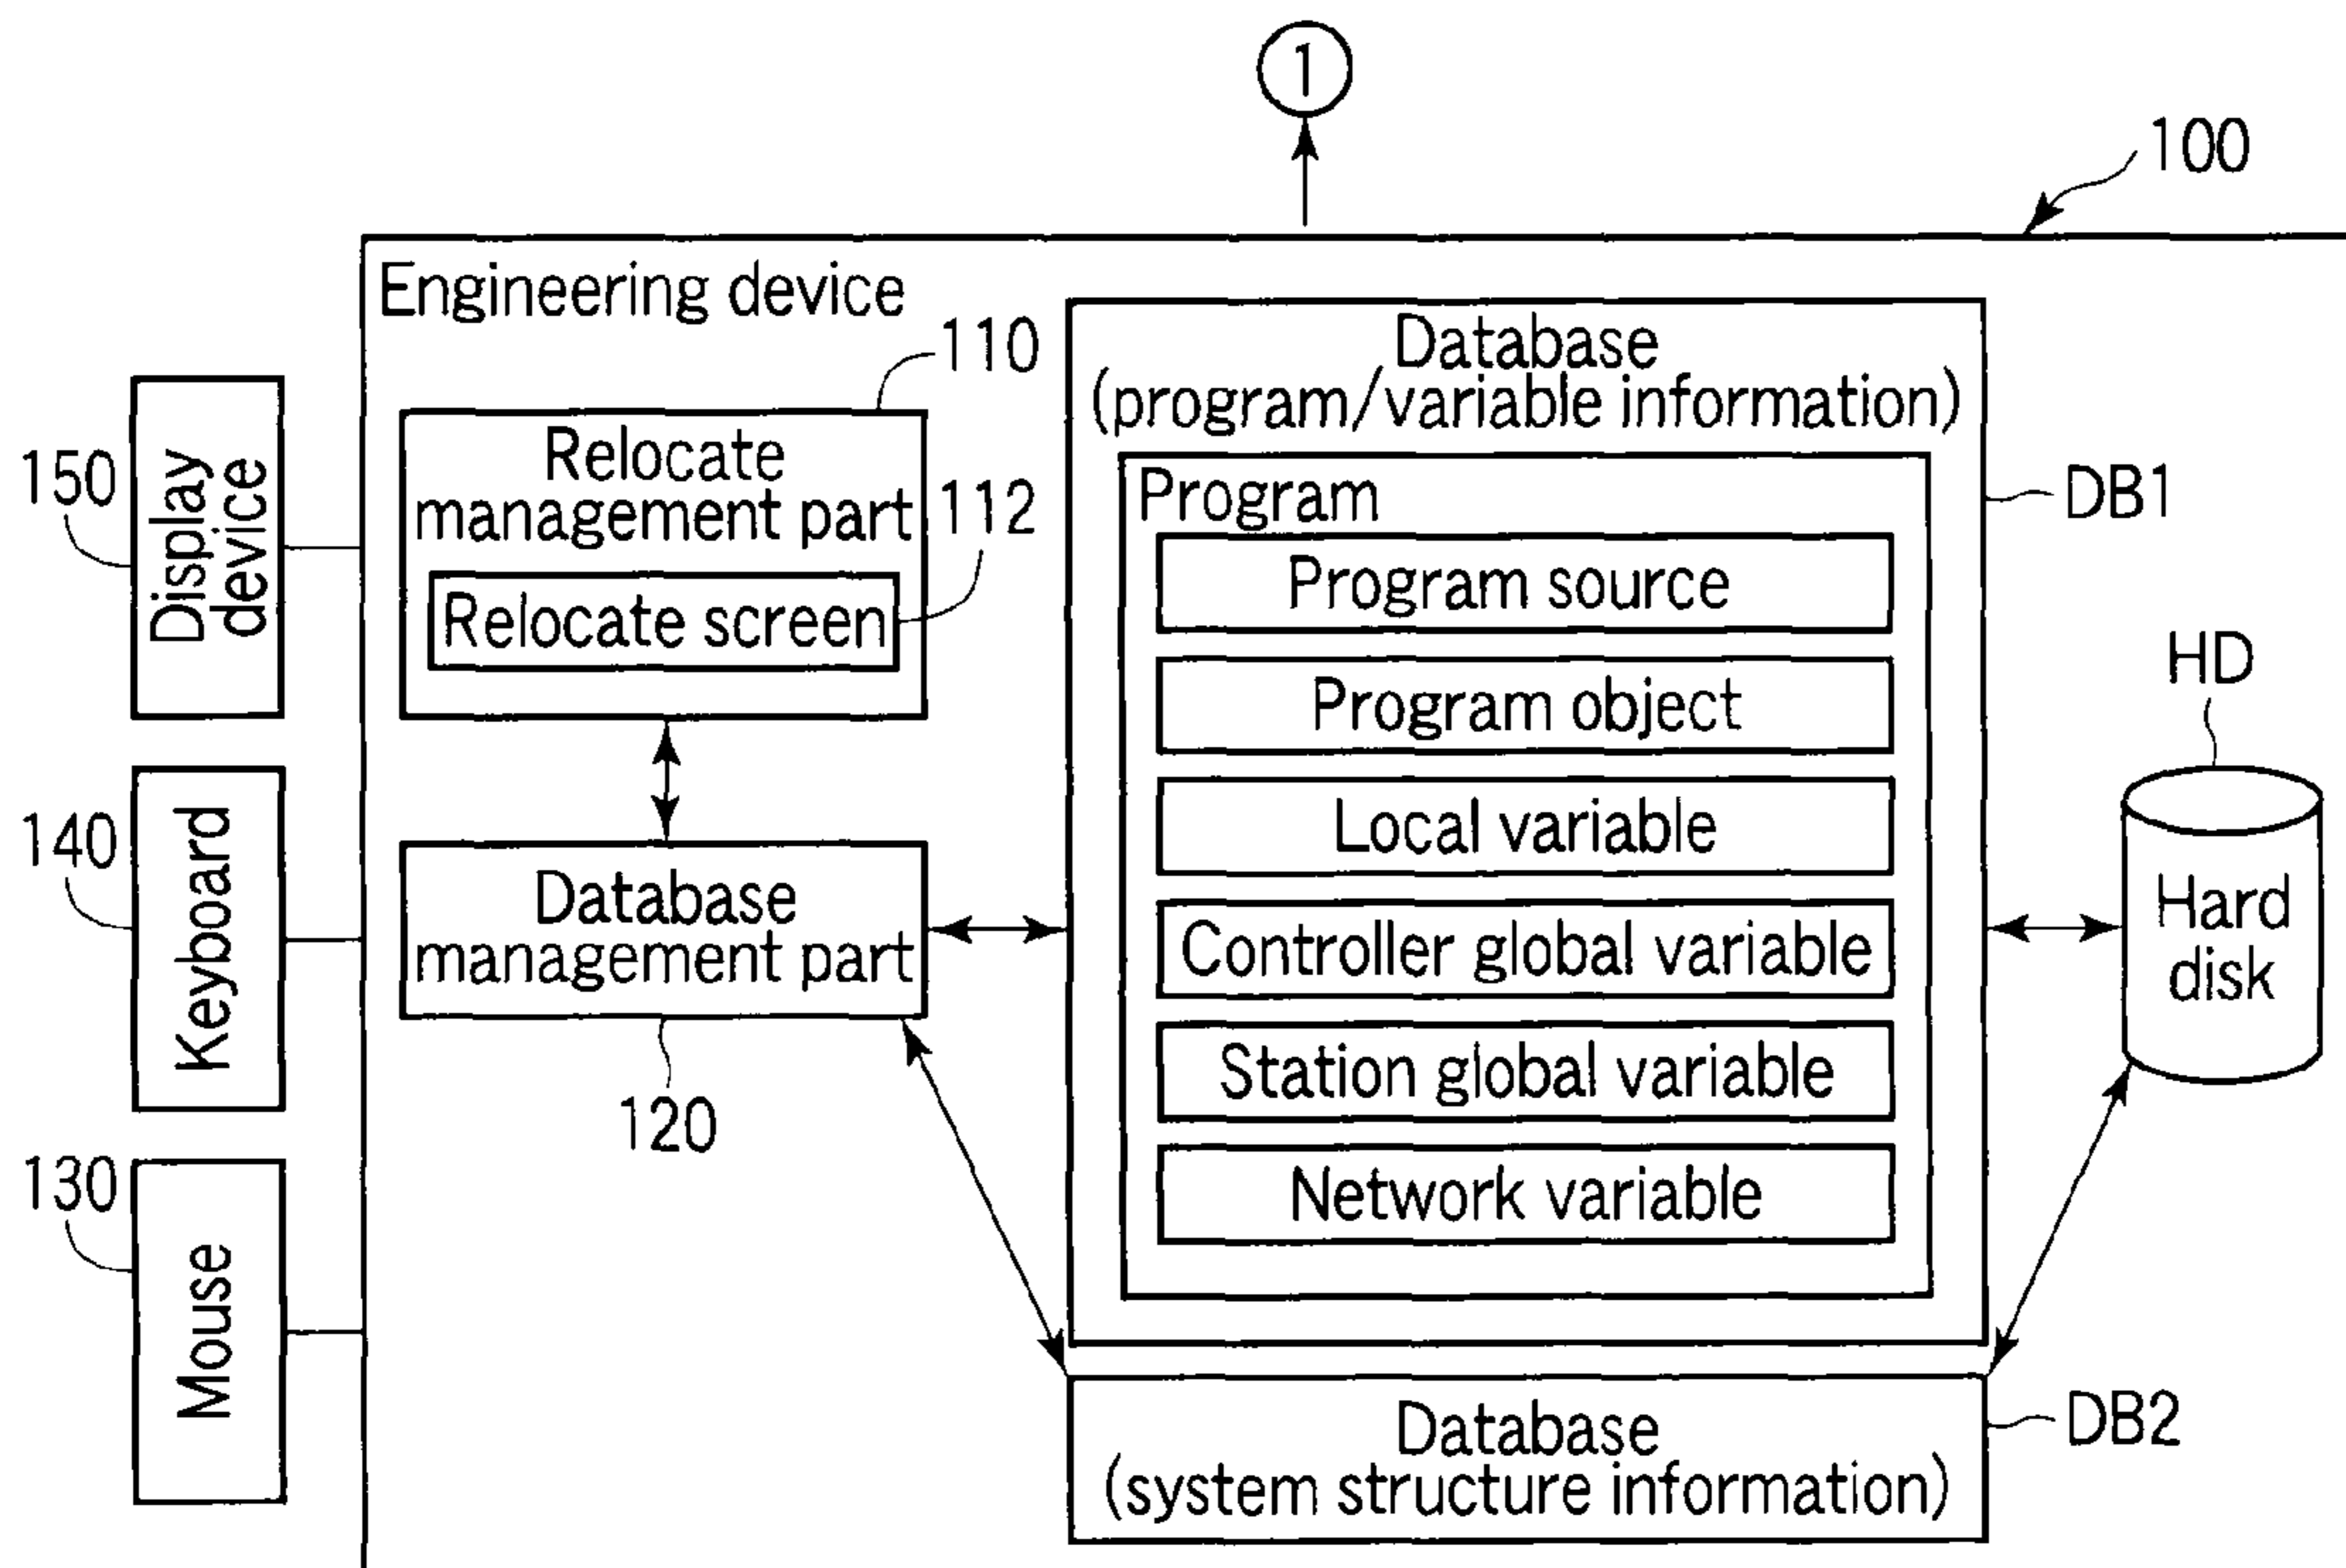 1
100
Engineering device
110
Relocate
management part
112
Relocate screen
Database
management part
120
150
Display
device
140
Keyboard
130
Mouse
Database
(program/variable information)
DB1
Program
Program source
Program object
Local variable
Controller global variable
Station global variable
Network variable
HD
Hard
disk
Database
(system structure information)
DB2